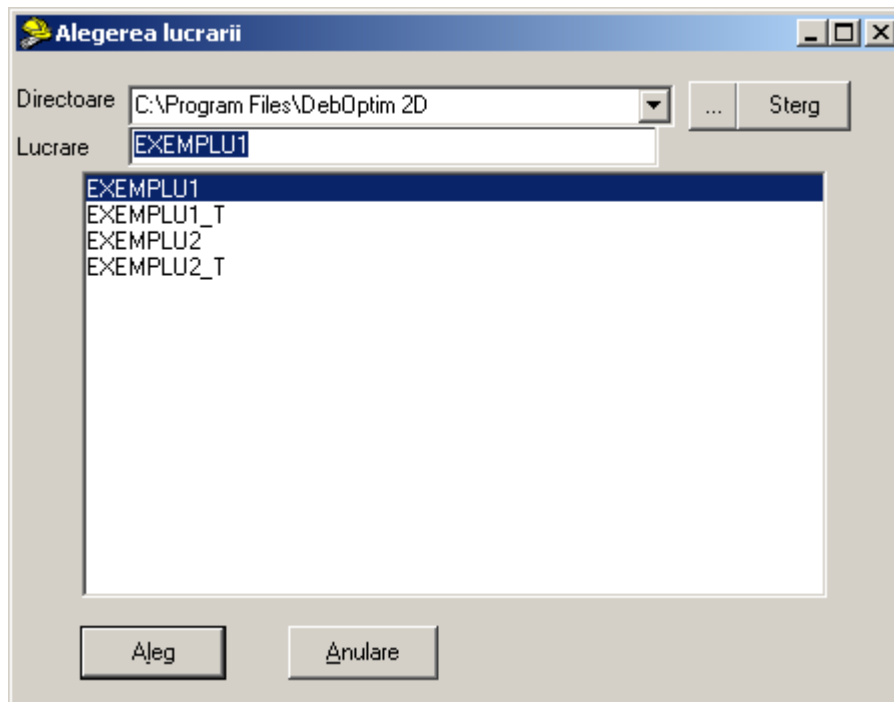 Alegerea lucrarii
Directoare C:\Program Files\DebOptim 2D ... Sterg
Lucrare EXEMPLU1
EXEMPLU1
EXEMPLU1_T
EXEMPLU2
EXEMPLU2_T
Aleg Anulare